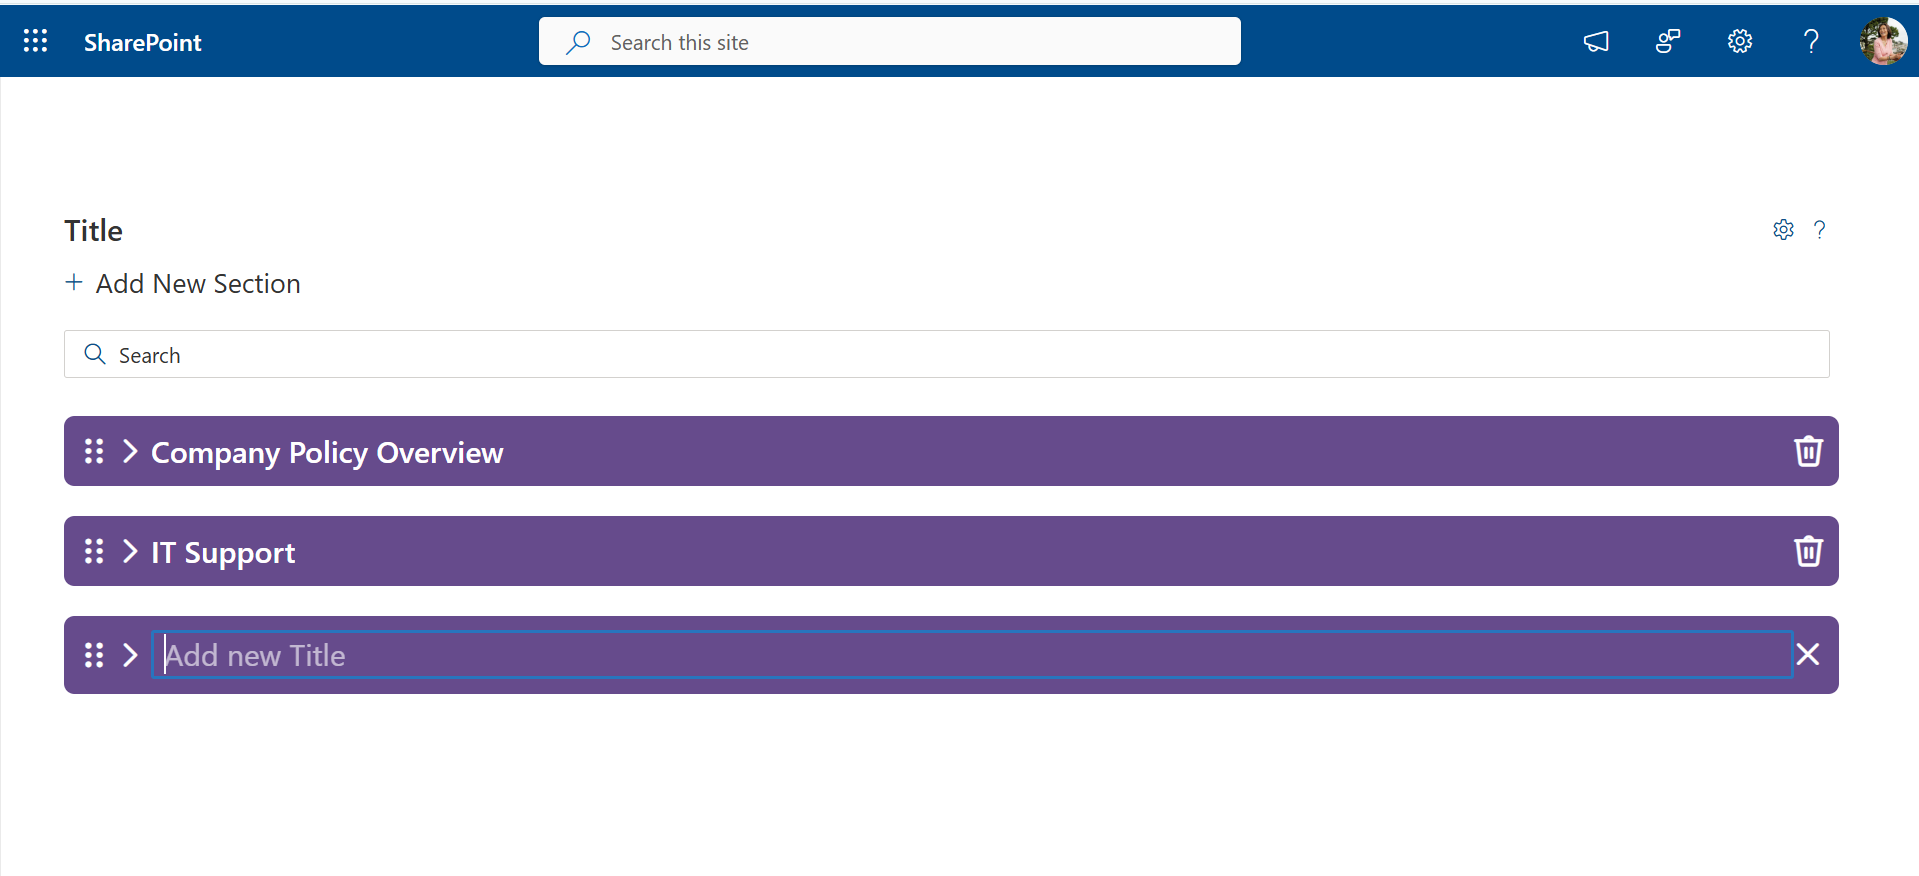 SharePoint
Search this site
?
Title
?
+ Add New Section
Search
Company Policy Overview
IT Support
Add new Title